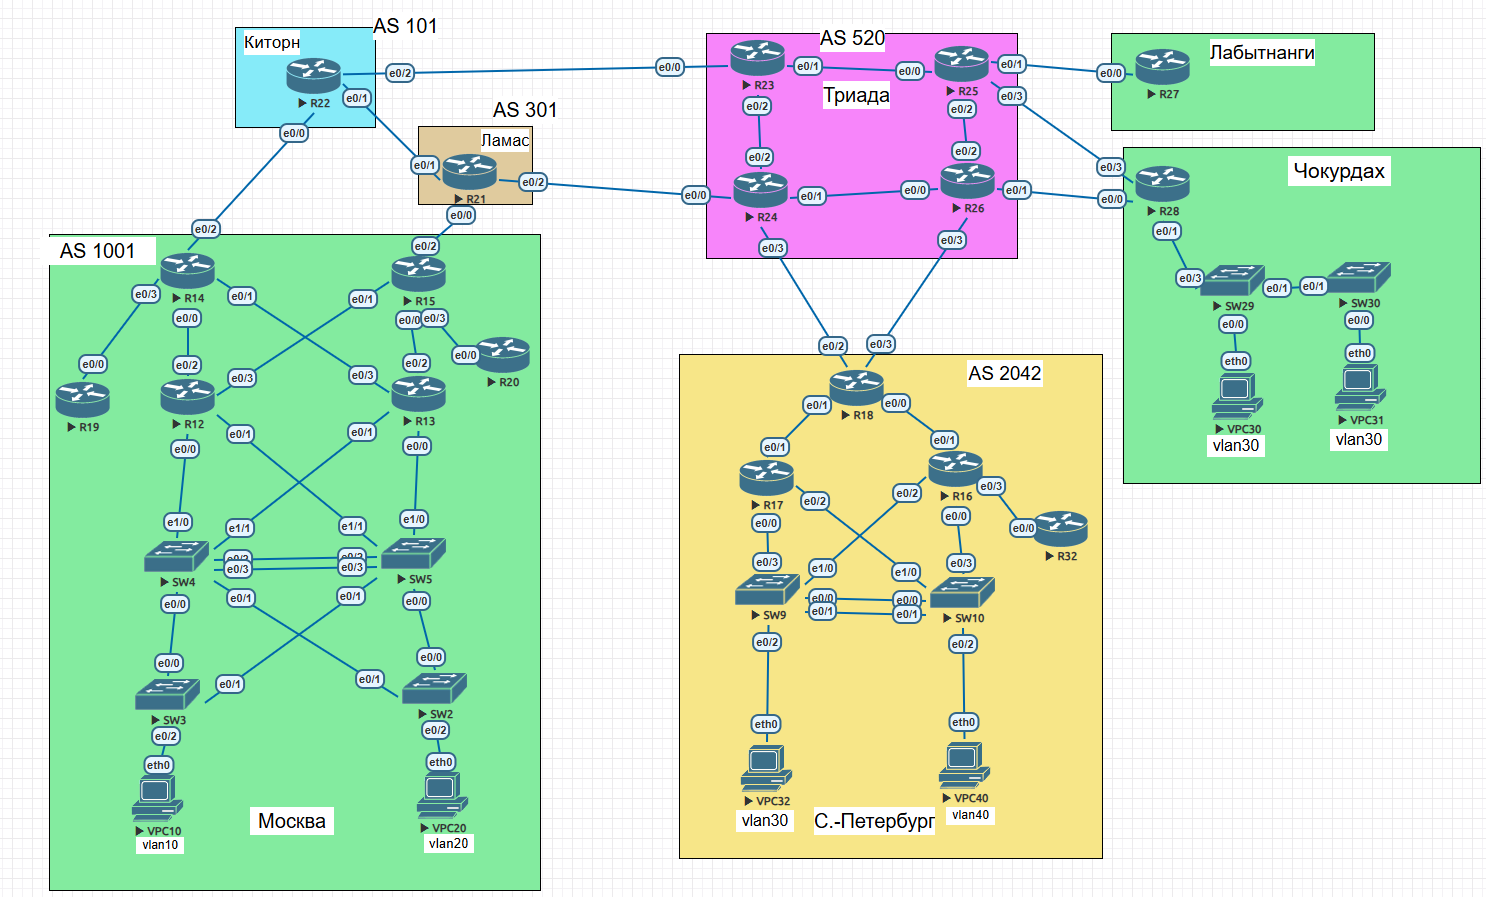 AS 101
Киторн
R22
e0/2
e0/1
e0/0
AS 301
Ламас
e0/1
R21
e0/2
e0/0
AS 520
Триада
e0/0
R23
e0/1
e0/2
e0/0
R25
e0/1
e0/3
e0/2
e0/2
e0/0
R24
e0/1
e0/3
e0/2
e0/0
R26
e0/1
e0/3
Лабытнанги
e0/0
R27
Чокурдах
e0/3
e0/0
R28
e0/1
e0/3
SW29
e0/1
e0/1
SW30
e0/0
e0/0
eth0
eth0
VPC30
vlan30
VPC31
vlan30
AS 1001
e0/2
R14
e0/3
e0/1
e0/0
e0/2
R15
e0/1
e0/0
e0/3
e0/0
R19
e0/2
e0/3
R12
e0/1
e0/0
e0/3
e0/2
R13
e0/1
e0/0
e0/0
R20
e1/0
e1/1
SW4
e0/2
e0/3
e0/1
e0/0
e1/1
e1/0
SW5
e0/2
e0/3
e0/1
e0/0
e0/0
e0/1
SW3
e0/2
e0/1
e0/0
SW2
e0/2
eth0
VPC10
vlan10
eth0
VPC20
vlan20
Москва
AS 2042
e0/2
e0/3
R18
e0/1
e0/0
e0/1
R17
e0/2
e0/0
e0/1
R16
e0/2
e0/3
e0/0
e0/0
R32
e0/3
e1/0
SW9
e0/0
e0/1
e0/2
e1/0
e0/3
SW10
e0/0
e0/1
e0/2
eth0
VPC32
vlan30
eth0
VPC40
vlan40
С.-Петербург